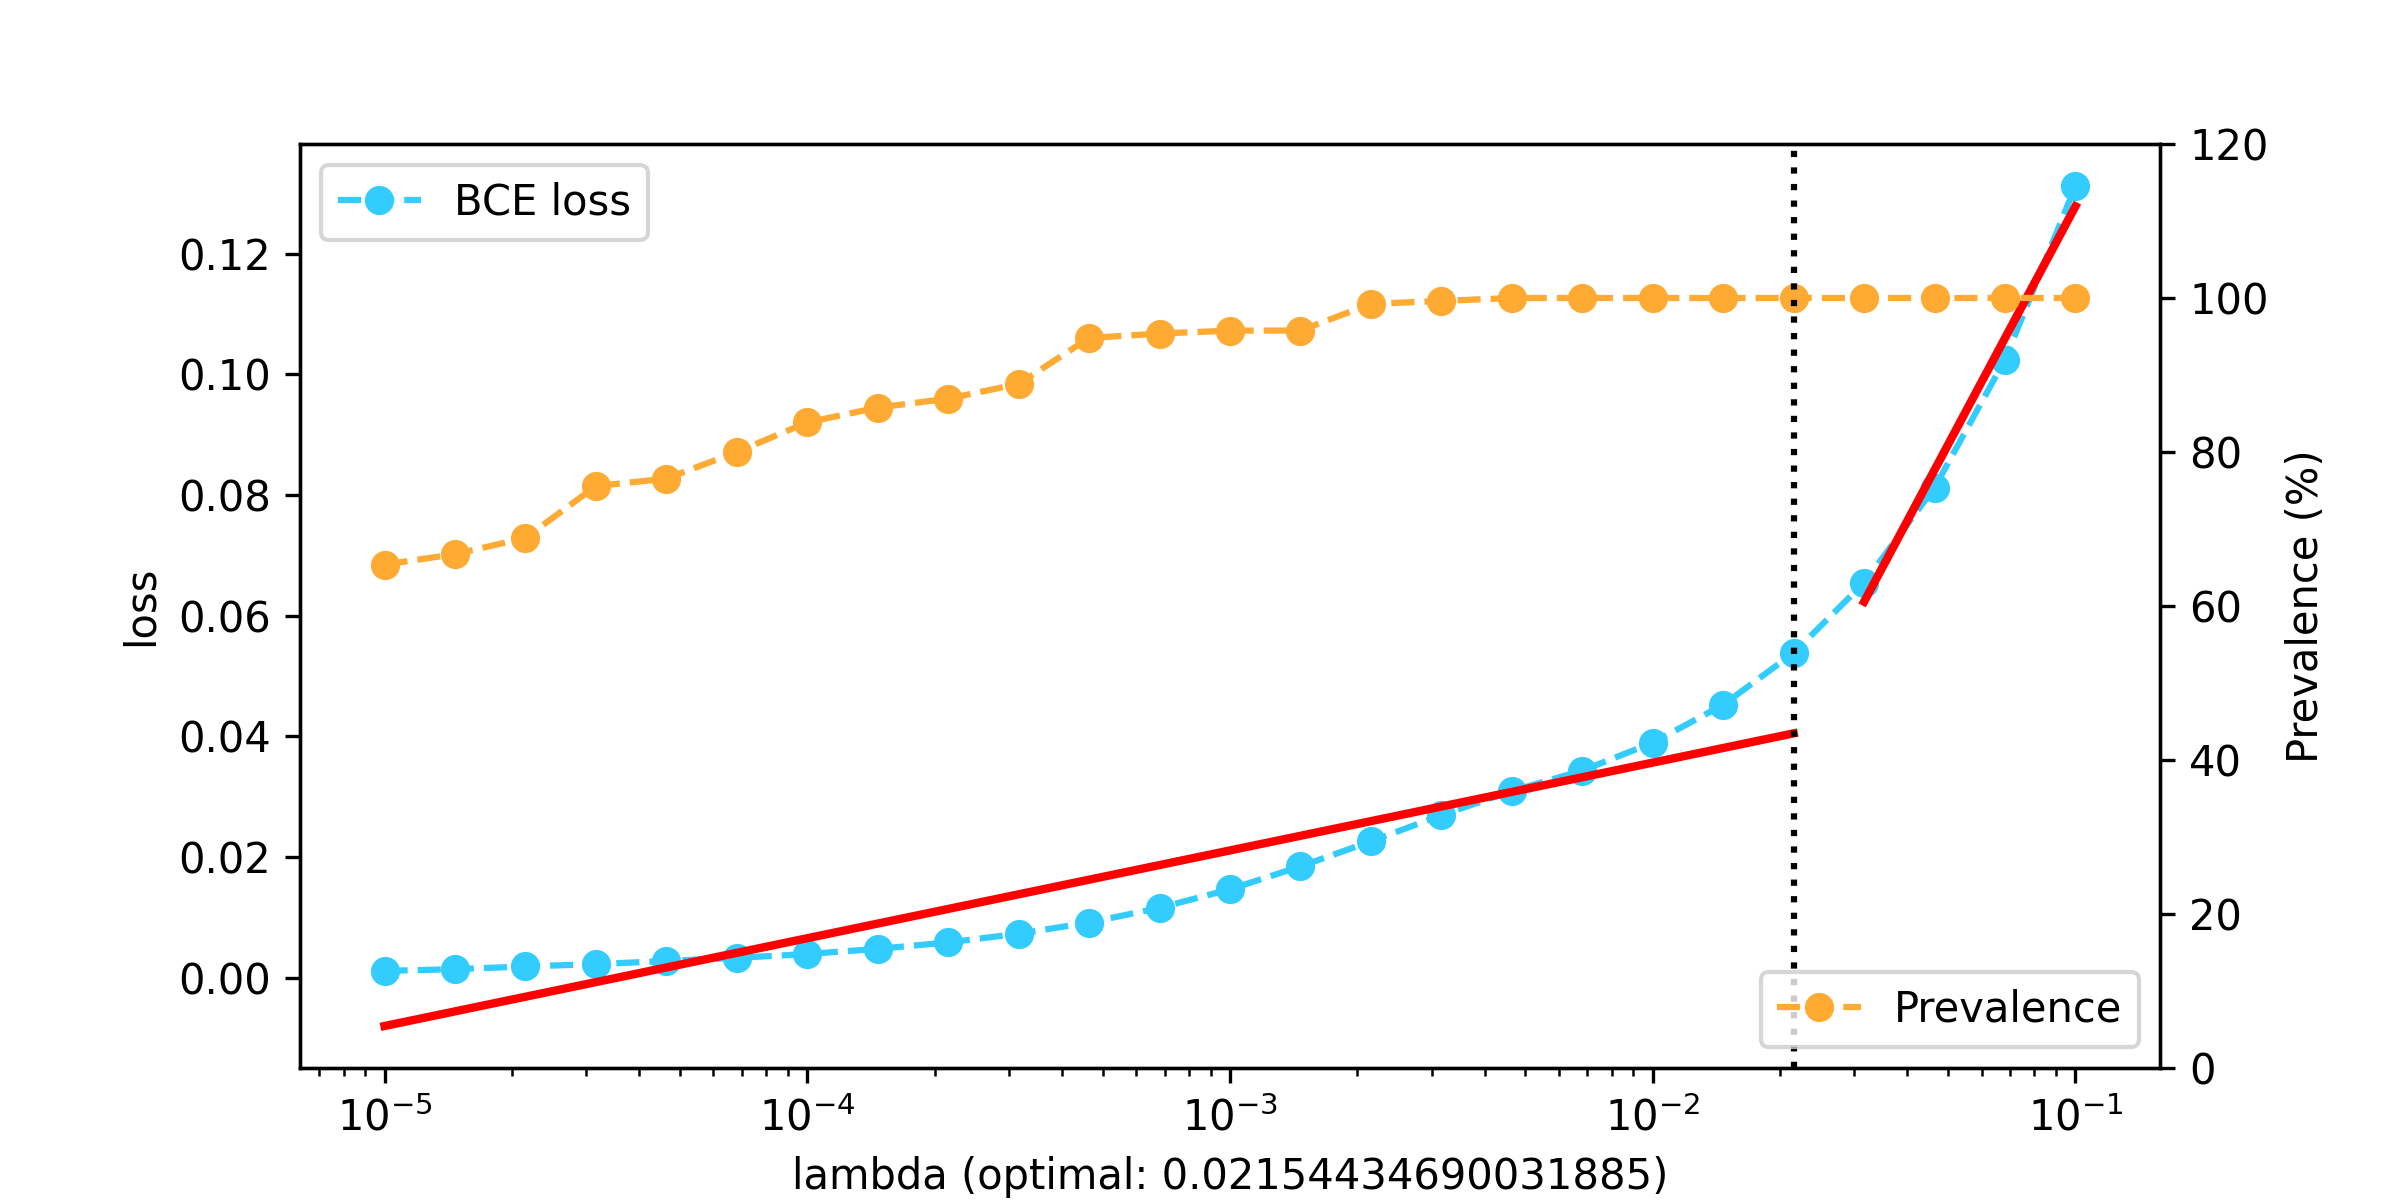 BCE loss
120
0.12
100
0.10
80
0.08
60
0.06
40
0.04
20
0.02
0.00
0
loss
Prevalence (%)
Prevalence
10⁻⁵ 10⁻⁴ 10⁻³ 10⁻² 10⁻¹
lambda (optimal: 0.02154434690031885)